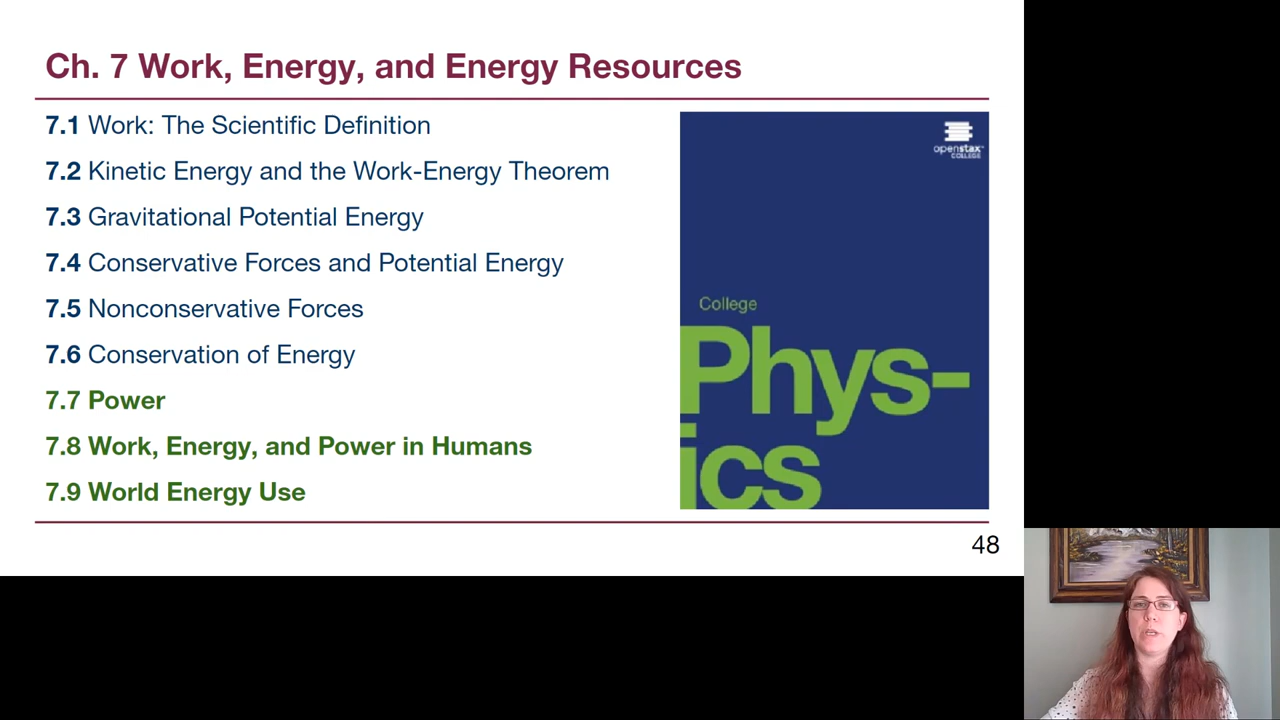 Ch. 7 Work, Energy, and Energy Resources
7.1 Work: The Scientific Definition
7.2 Kinetic Energy and the Work-Energy Theorem
7.3 Gravitational Potential Energy
7.4 Conservative Forces and Potential Energy
7.5 Nonconservative Forces
7.6 Conservation of Energy
7.7 Power
7.8 Work, Energy, and Power in Humans
7.9 World Energy Use
openstax™
COLLEGE
College
Phys-
ics
48